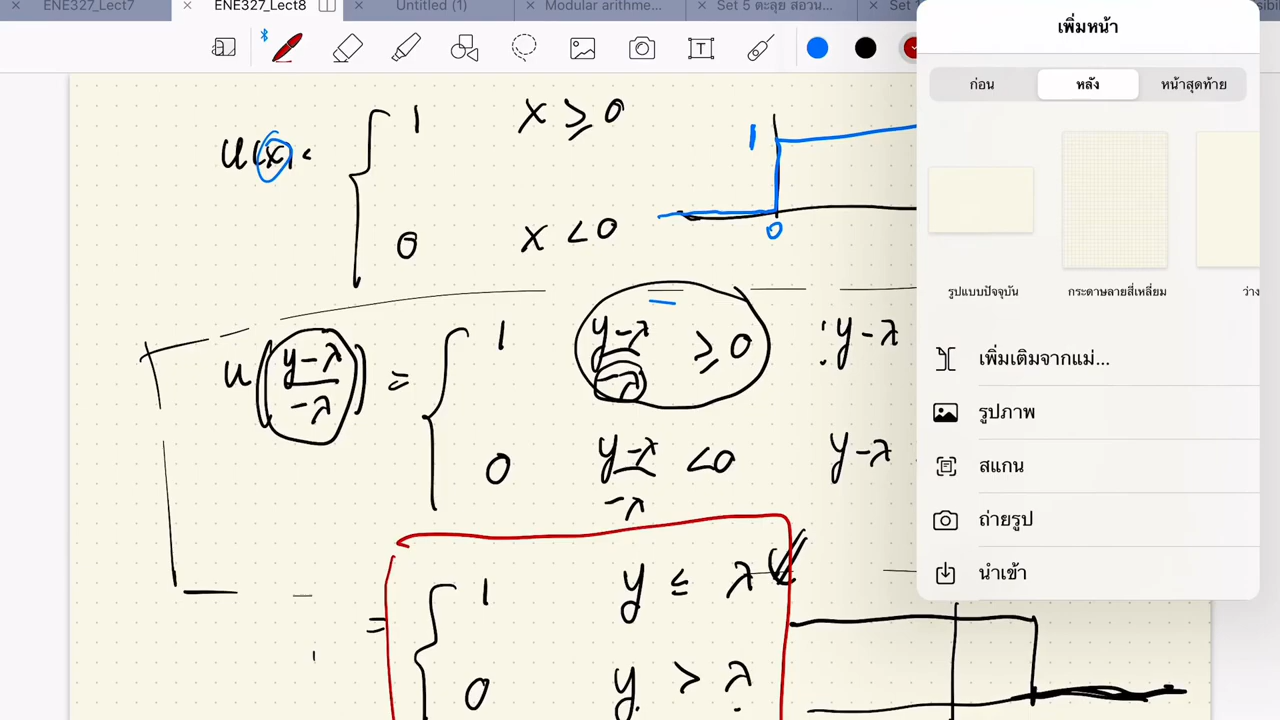 ENE327_Lect7
ENE327_Lect8
Untitled (1)
Modular arithme...
Set 5 ตะลุย สอวน...
เพิ่มหน้า
ก่อน
หลัง
หน้าสุดท้าย
รูปแบบปัจจุบัน
กระดาษลายสี่เหลี่ยม
ว่าง
เพิ่มเติมจากแม่...
รูปภาพ
สแกน
ถ่ายรูป
นำเข้า
u(x) =
1 x ≥ 0
0 x < 0
1
0
u((y-λ)/(-λ)) =
1 (y-λ)/(-λ) ≥ 0 : y-λ
0 (y-λ)/(-λ) < 0 y-λ
=
1 y ≤ λ
0 y > λ